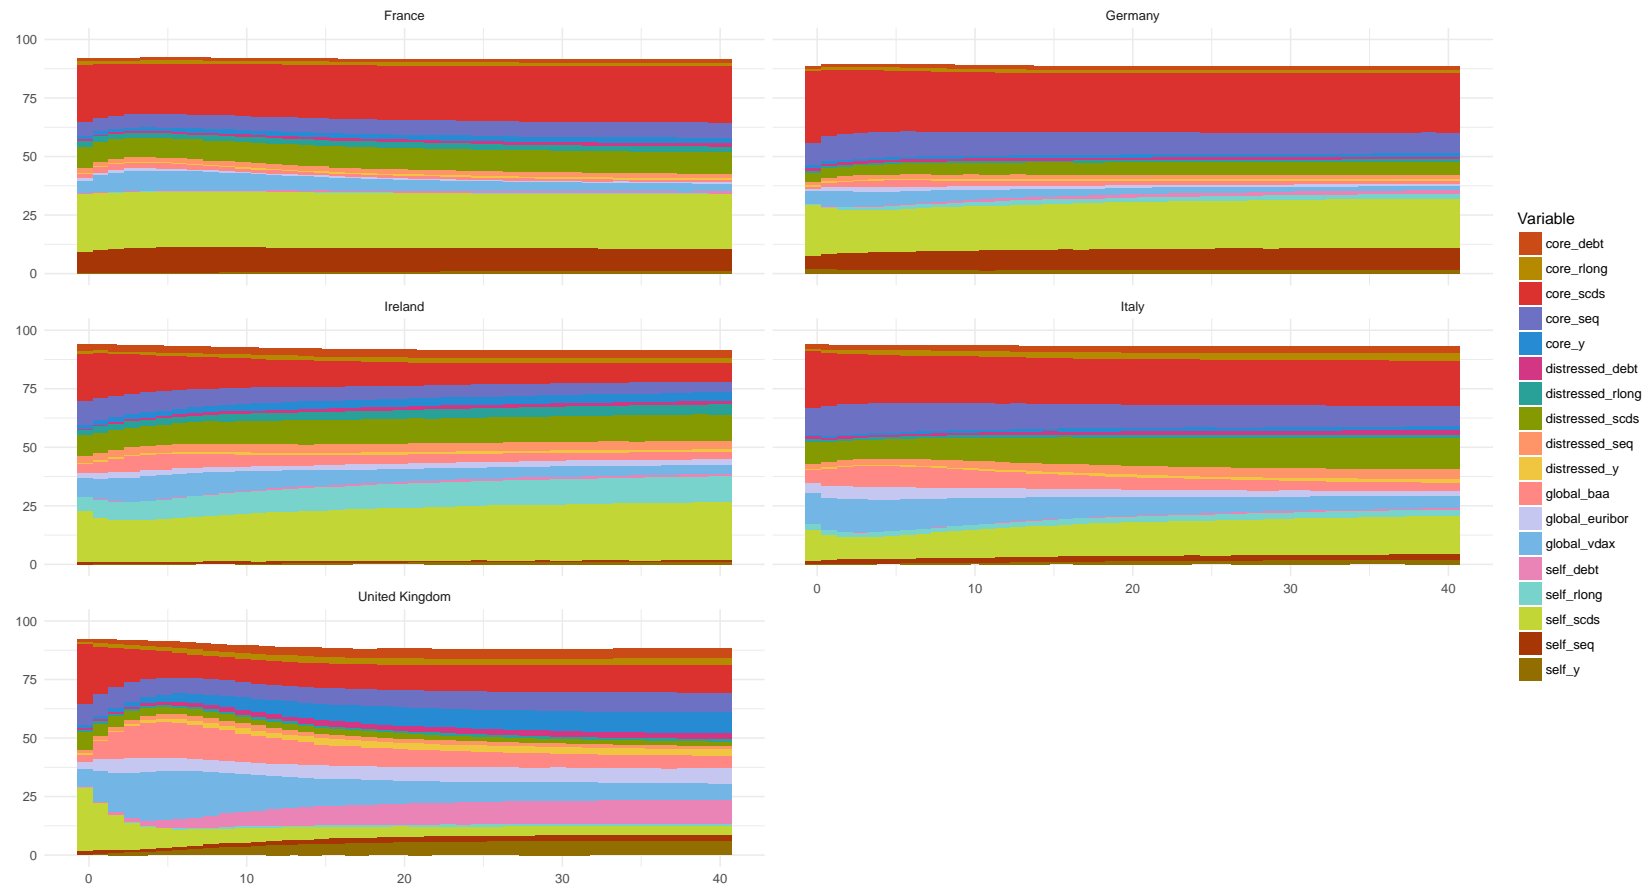 France
Germany
100
75
50
25
0
Ireland
Italy
100
75
50
25
0
0 10 20 30 40
United Kingdom
100
75
50
25
0
0 10 20 30 40
Variable
core_debt
core_rlong
core_scds
core_seq
core_y
distressed_debt
distressed_rlong
distressed_scds
distressed_seq
distressed_y
global_baa
global_euribor
global_vdax
self_debt
self_rlong
self_scds
self_seq
self_y